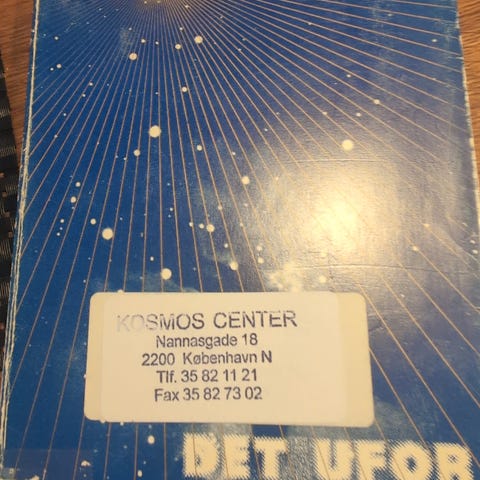 KOSMOS CENTER
Nannasgade 18
2200 København N
Tlf. 35 82 11 21
Fax 35 82 73 02
DET UFOR